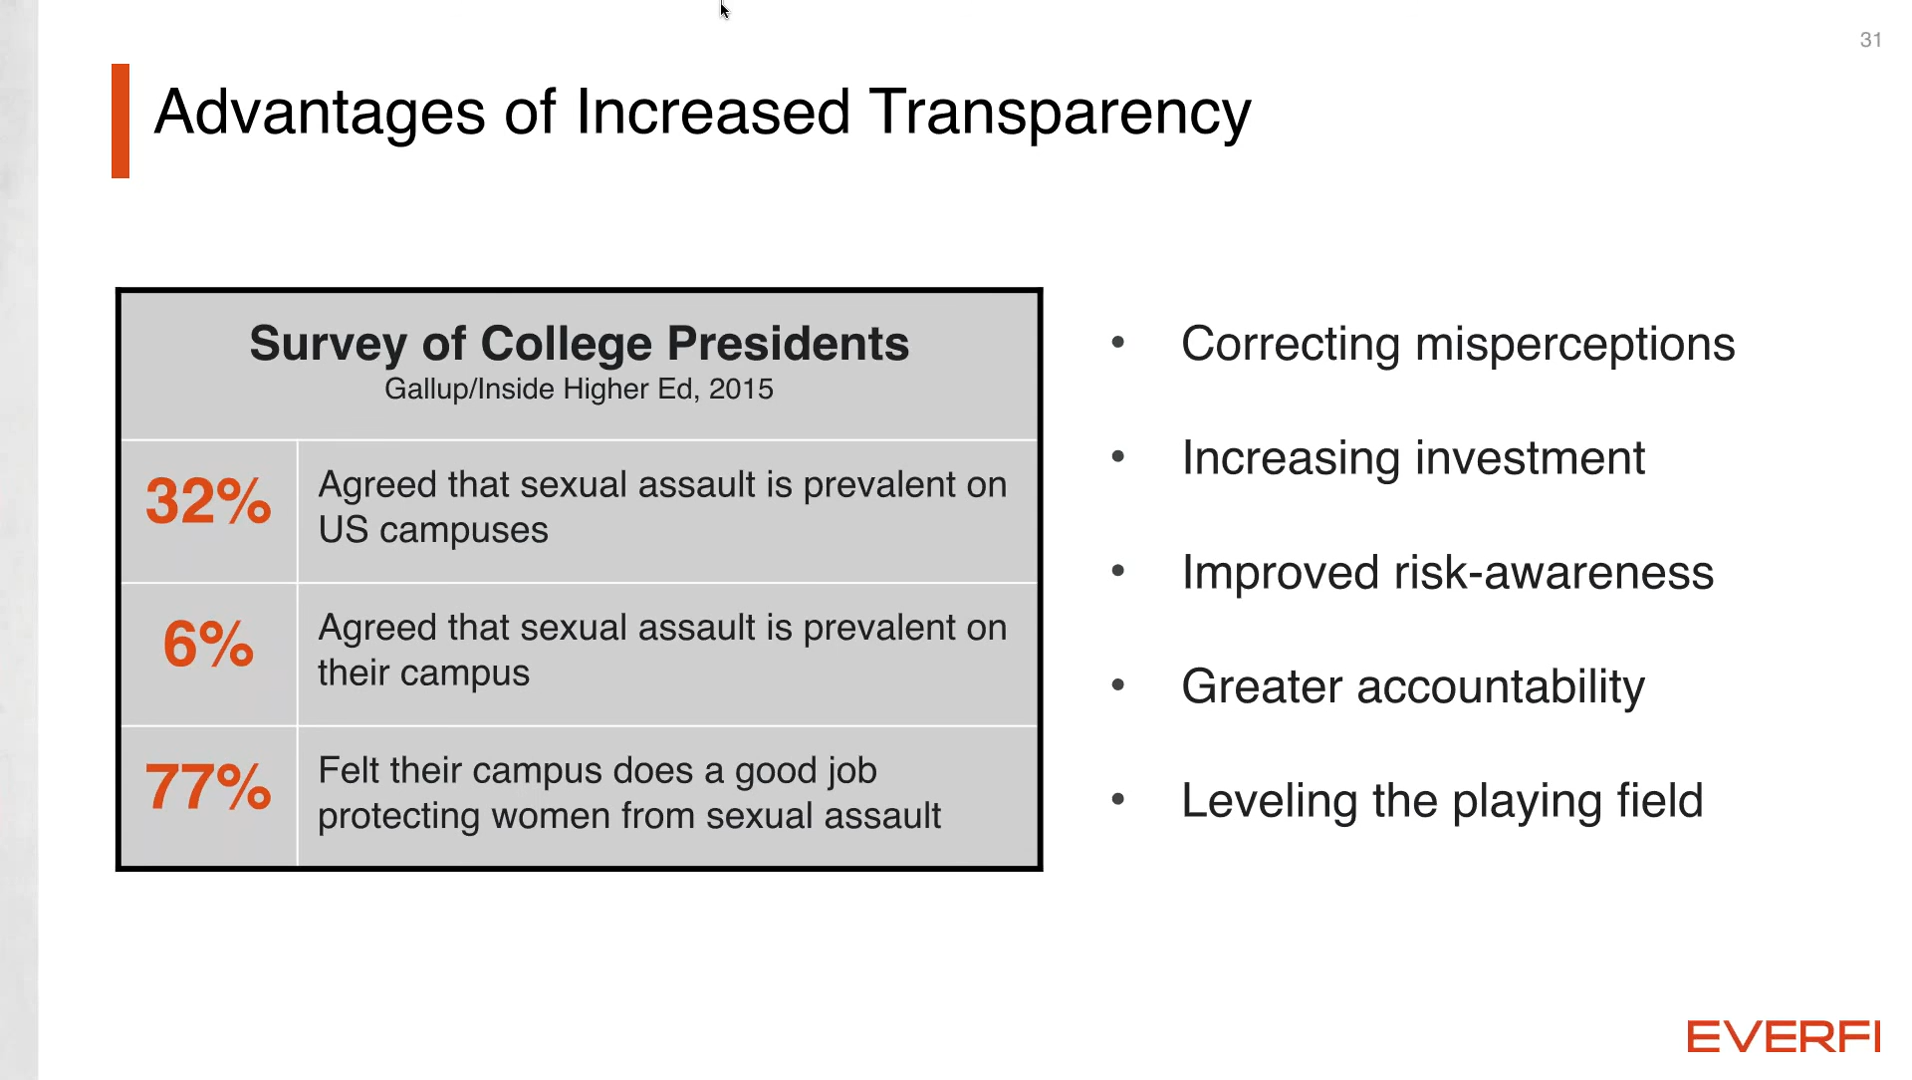 31
Advantages of Increased Transparency
Survey of College Presidents
Gallup/Inside Higher Ed, 2015
32%
Agreed that sexual assault is prevalent on
US campuses
6%
Agreed that sexual assault is prevalent on
their campus
77%
Felt their campus does a good job
protecting women from sexual assault
• Correcting misperceptions
• Increasing investment
• Improved risk-awareness
• Greater accountability
• Leveling the playing field
EVERFI